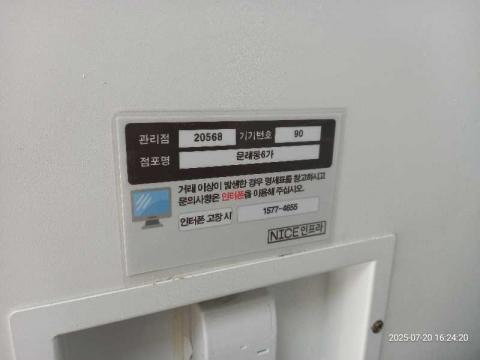 관리점 20568 기기번호 90
점포명 문래동6가
거래 이상이 발생한 경우 명세표를 참고하시고
문의사항은 인터폰을 이용해 주십시오.
인터폰 고장 시 1577-4655
NICE인프라
2025-07-20 16:24:20